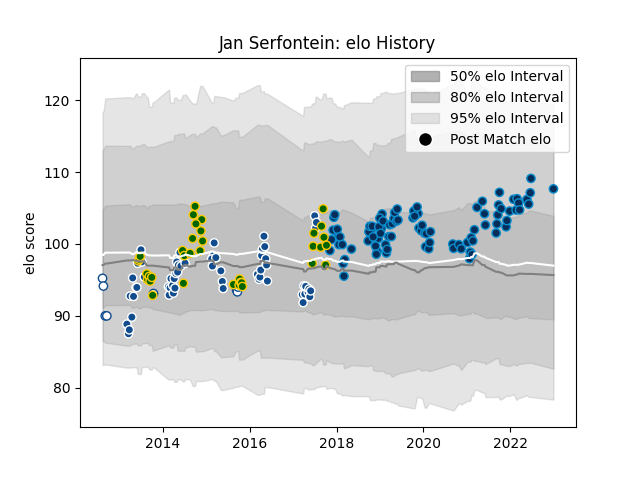 Jan Serfontein: elo History
50% elo Interval
80% elo Interval
95% elo Interval
Post Match elo
elo score
120
110
100
90
80
2014 2016 2018 2020 2022